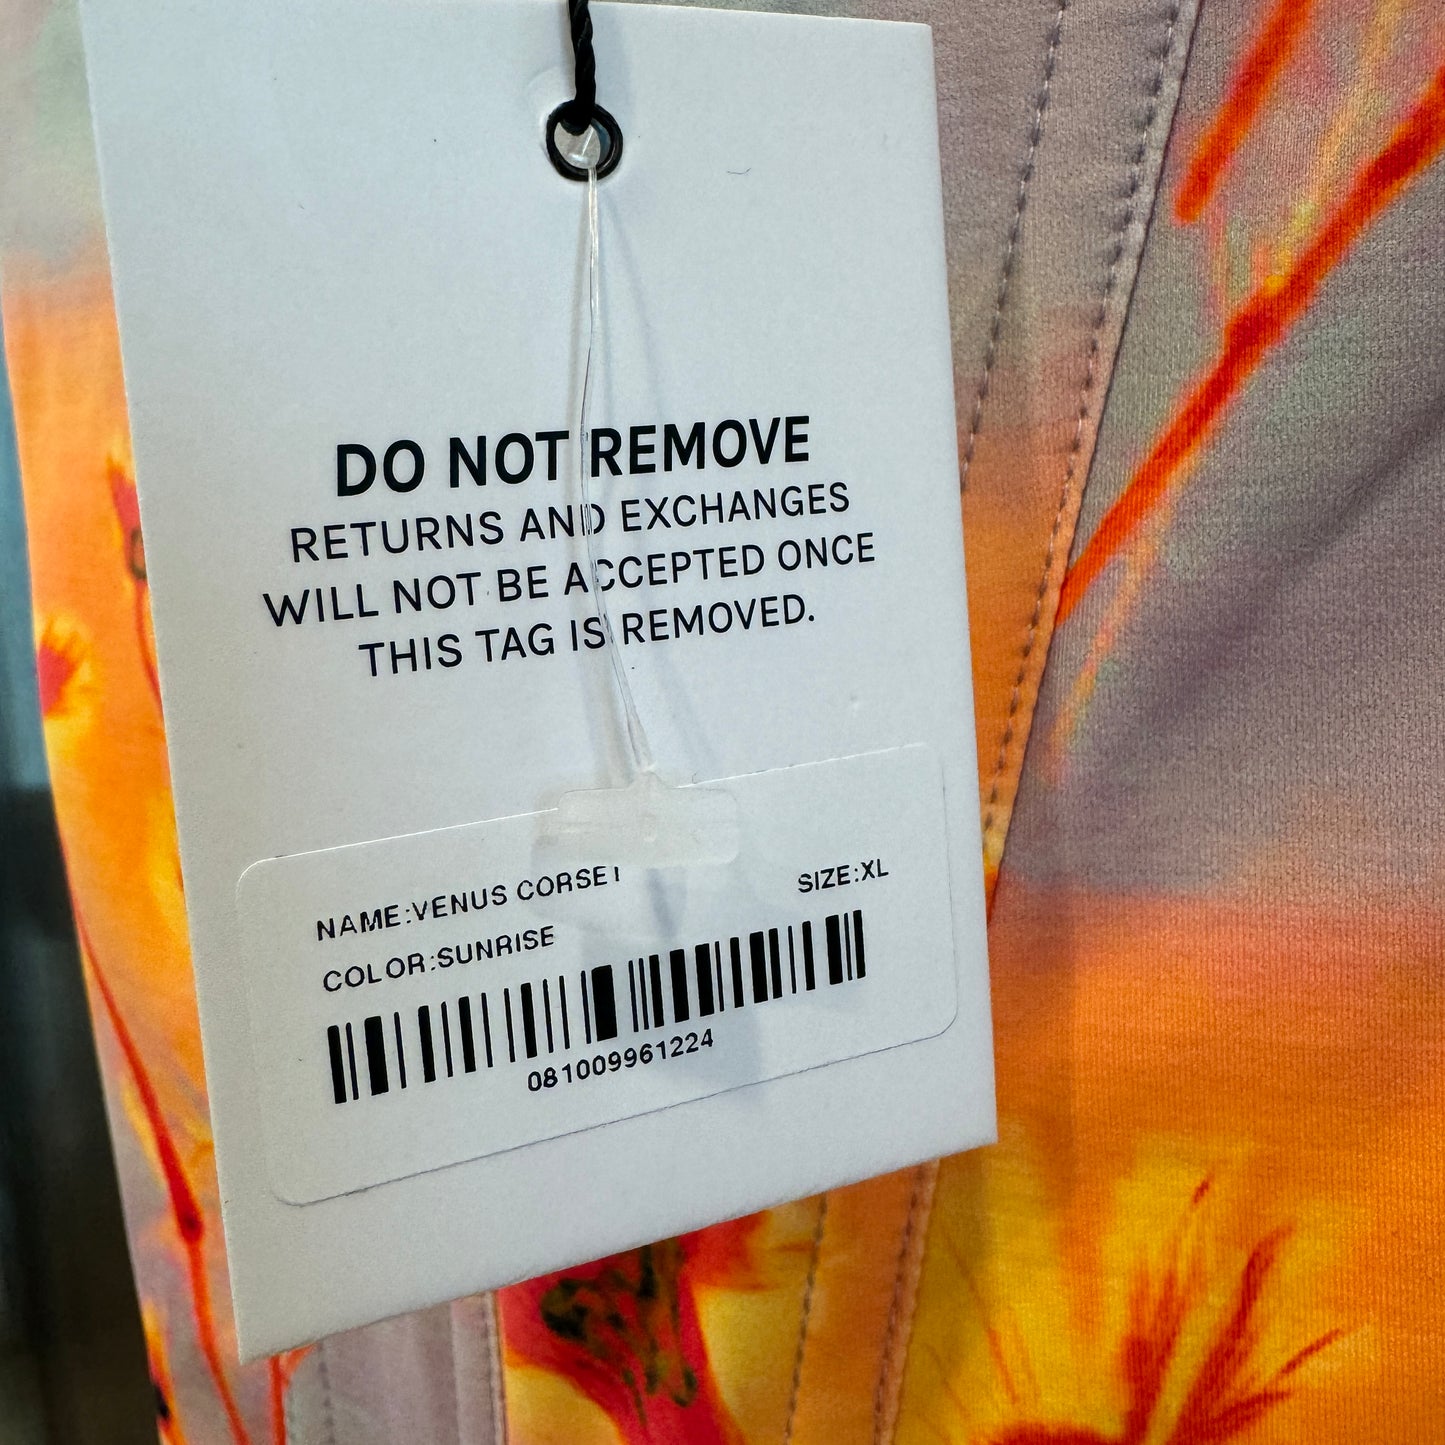 DO NOT REMOVE
RETURNS AND EXCHANGES
WILL NOT BE ACCEPTED ONCE
THIS TAG IS REMOVED.
NAME:VENUS CORSET
SIZE:XL
COLOR:SUNRISE
081009961224